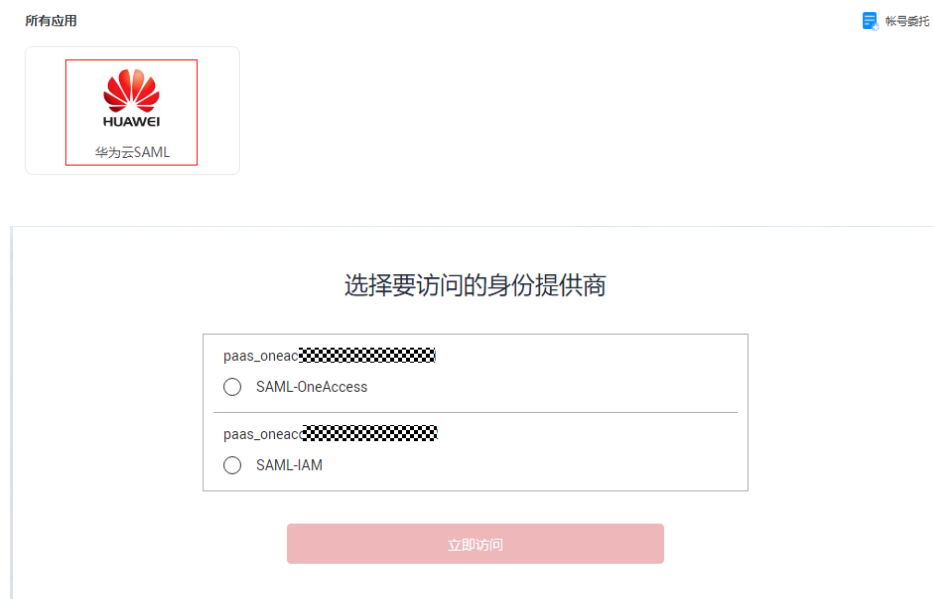 所有应用
帐号委托
HUAWEI
华为云SAML
选择要访问的身份提供商
paas_oneac
SAML-OneAccess
paas_oneacc
SAML-IAM
立即访问